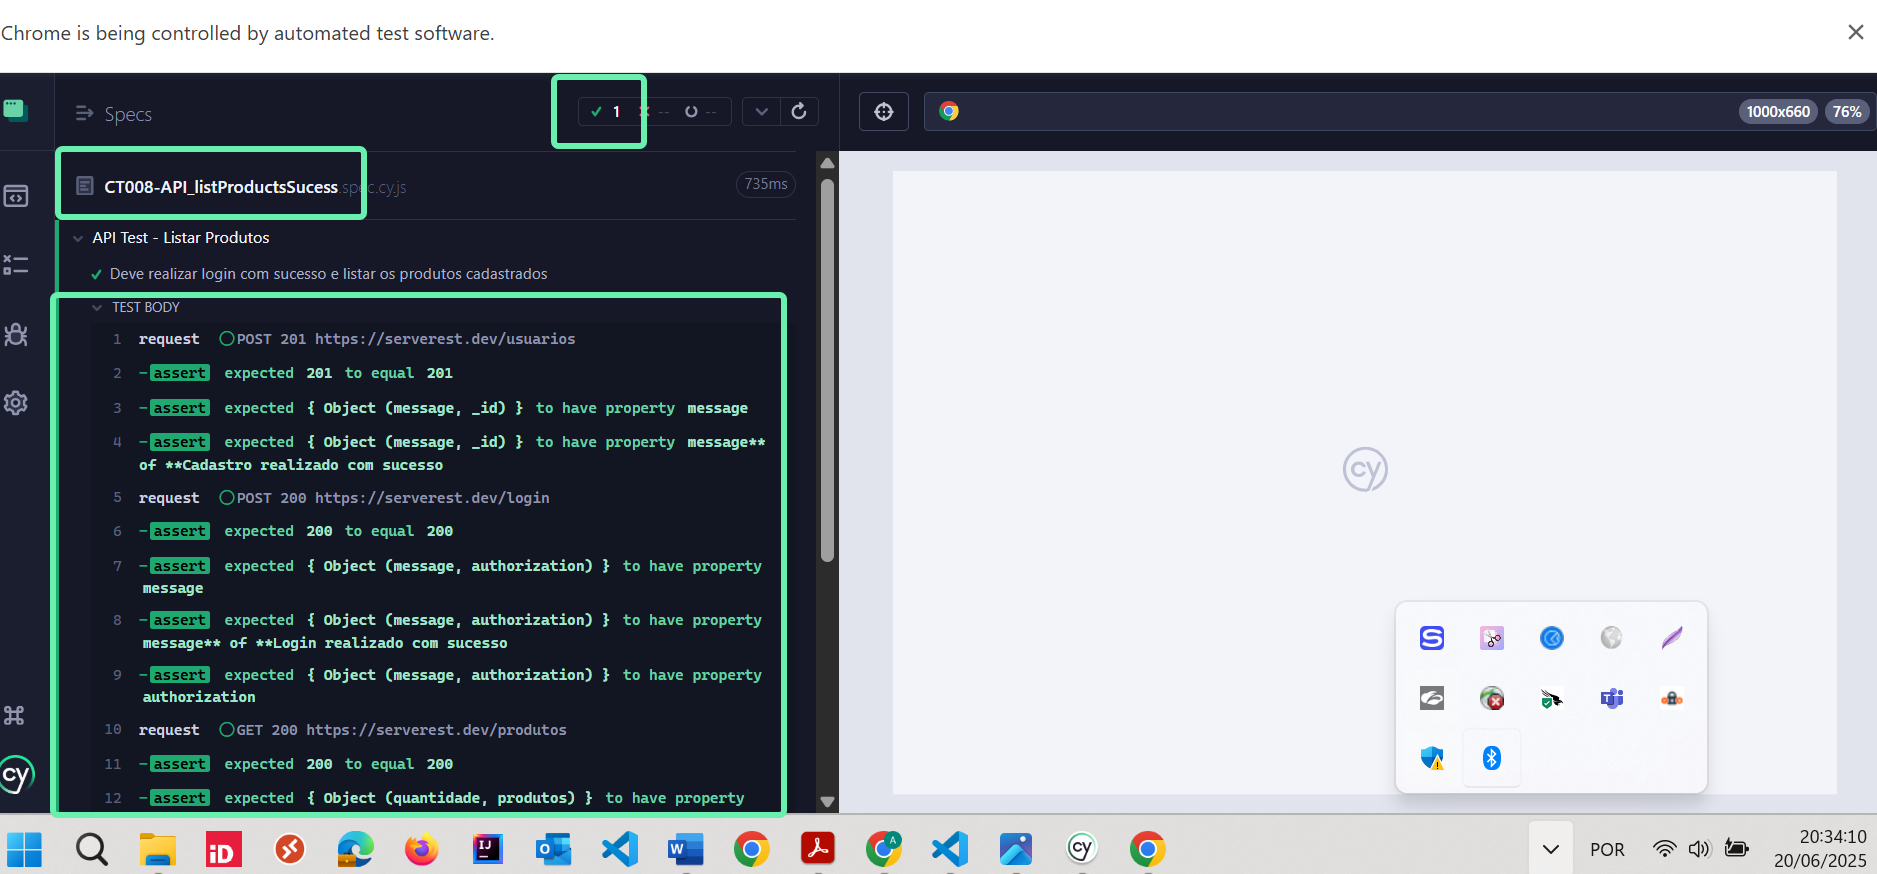 Chrome is being controlled by automated test software.
Specs
1 -- --
1000x660 76%
CT008-API_listProductsSucess.spec.cy.js 735ms
API Test - Listar Produtos
Deve realizar login com sucesso e listar os produtos cadastrados
TEST BODY
1 request POST 201 https://serverest.dev/usuarios
2 -assert expected 201 to equal 201
3 -assert expected { Object (message, _id) } to have property message
4 -assert expected { Object (message, _id) } to have property message**
of **Cadastro realizado com sucesso
5 request POST 200 https://serverest.dev/login
6 -assert expected 200 to equal 200
7 -assert expected { Object (message, authorization) } to have property
message
8 -assert expected { Object (message, authorization) } to have property
message** of **Login realizado com sucesso
9 -assert expected { Object (message, authorization) } to have property
authorization
10 request GET 200 https://serverest.dev/produtos
11 -assert expected 200 to equal 200
12 -assert expected { Object (quantidade, produtos) } to have property
cy
cy
POR
20:34:10
20/06/2025